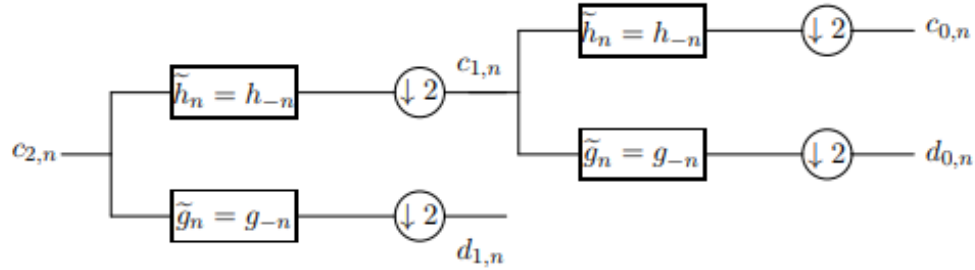 h̃ₙ = h₋ₙ ↓ 2 c₀,ₙ
h̃ₙ = h₋ₙ ↓ 2 c₁,ₙ
c₂,ₙ
g̃ₙ = g₋ₙ ↓ 2 d₀,ₙ
g̃ₙ = g₋ₙ ↓ 2
d₁,ₙ